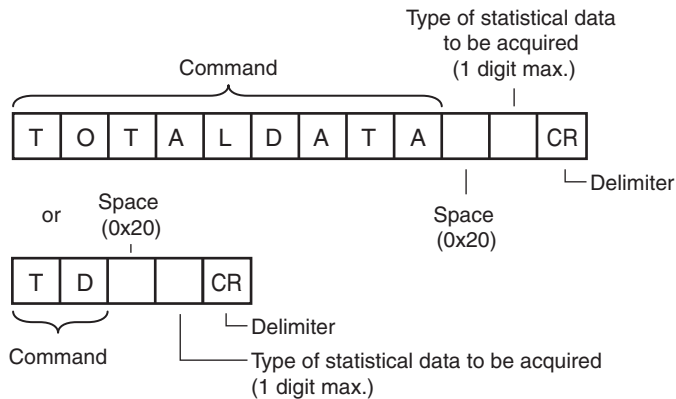 Type of statistical data
to be acquired
(1 digit max.)
Command
T O T A L D A T A CR
Delimiter
Space
(0x20)
or
Space
(0x20)
T D CR
Delimiter
Command
Type of statistical data to be acquired
(1 digit max.)